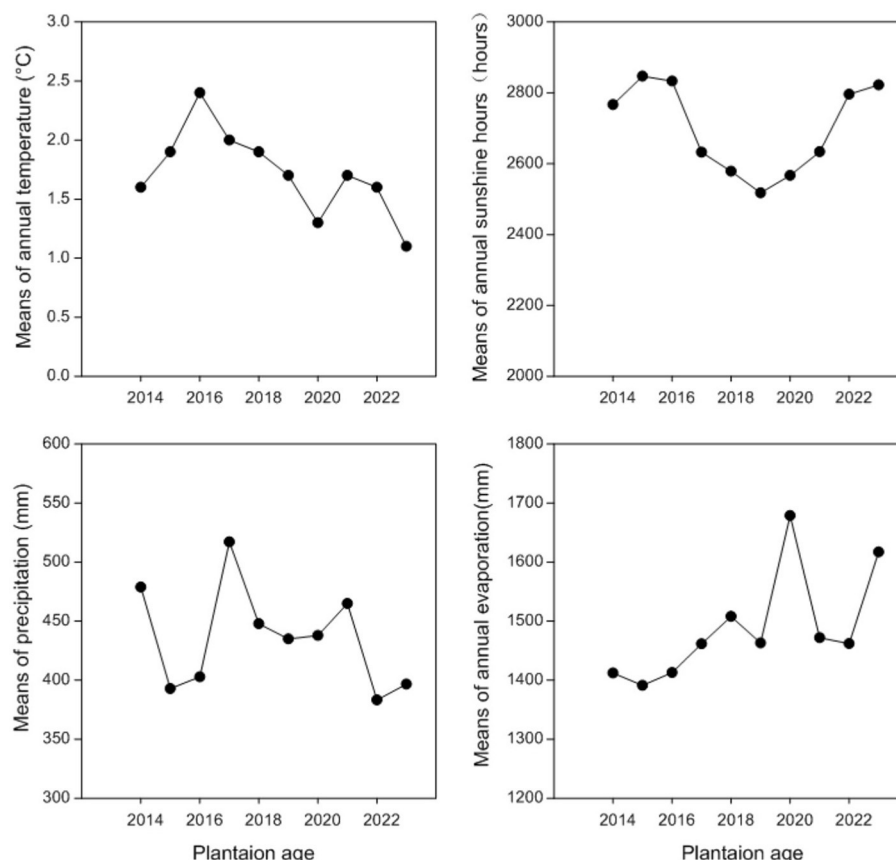 Means of annual temperature (°C)
3.0
2.5
2.0
1.5
1.0
0.5
0.0
2014 2016 2018 2020 2022
Means of annual sunshine hours（hours）
3000
2800
2600
2400
2200
2000
2014 2016 2018 2020 2022
Means of precipitation (mm)
600
550
500
450
400
350
300
2014 2016 2018 2020 2022
Plantaion age
Means of annual evaporation(mm)
1800
1700
1600
1500
1400
1300
1200
2014 2016 2018 2020 2022
Plantaion age